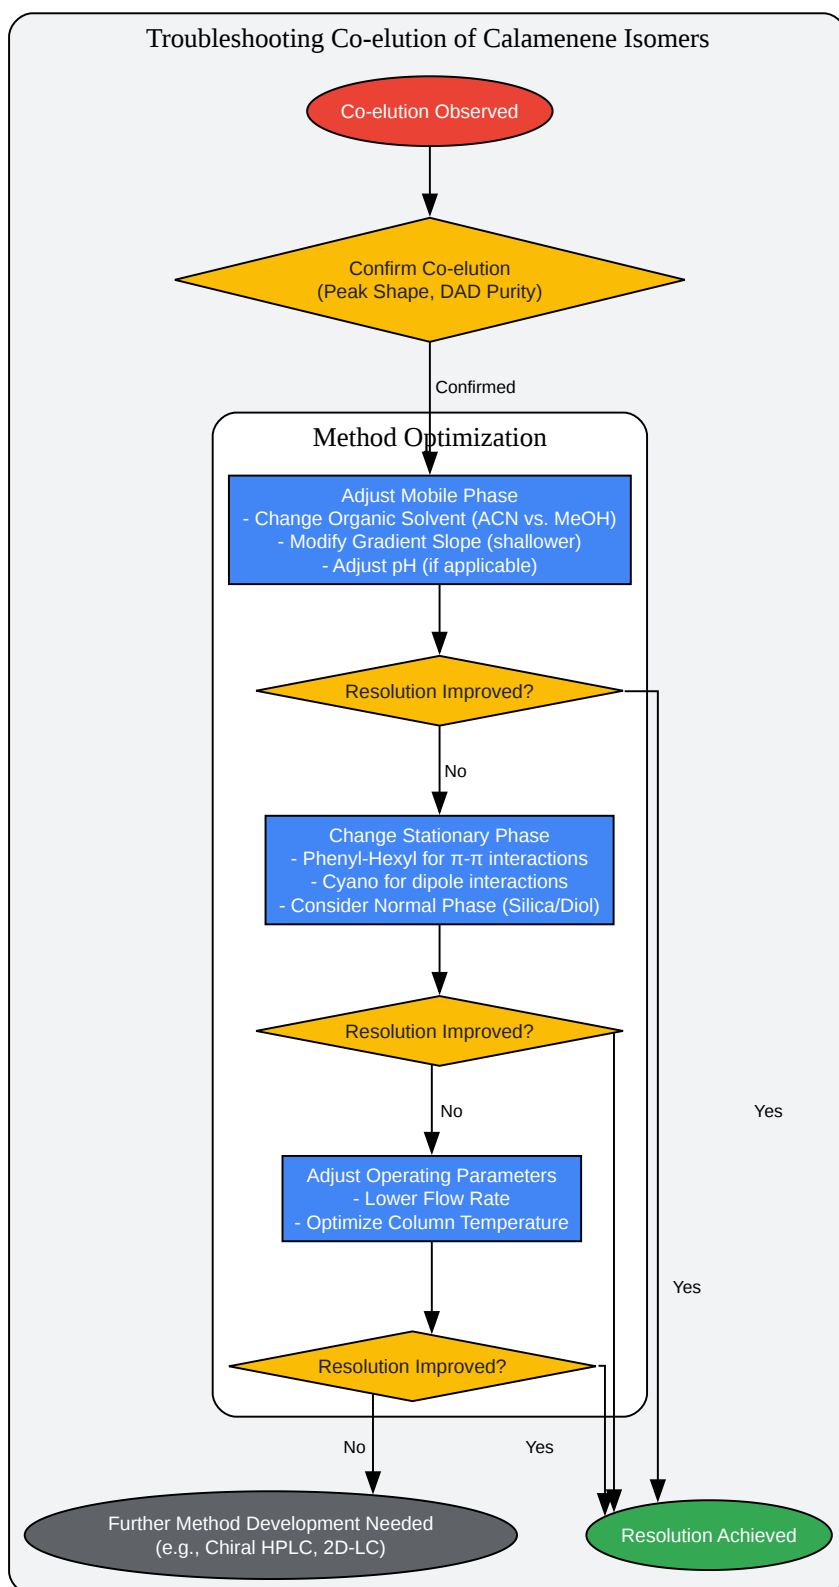 Troubleshooting Co-elution of Calamenene Isomers
Co-elution Observed
Confirm Co-elution
(Peak Shape, DAD Purity)
Confirmed
Method Optimization
Adjust Mobile Phase
- Change Organic Solvent (ACN vs. MeOH)
- Modify Gradient Slope (shallower)
- Adjust pH (if applicable)
Resolution Improved?
No
Change Stationary Phase
- Phenyl-Hexyl for π-π interactions
- Cyano for dipole interactions
- Consider Normal Phase (Silica/Diol)
Resolution Improved?
No
Yes
Adjust Operating Parameters
- Lower Flow Rate
- Optimize Column Temperature
Yes
Resolution Improved?
No
Yes
Further Method Development Needed
(e.g., Chiral HPLC, 2D-LC)
Resolution Achieved